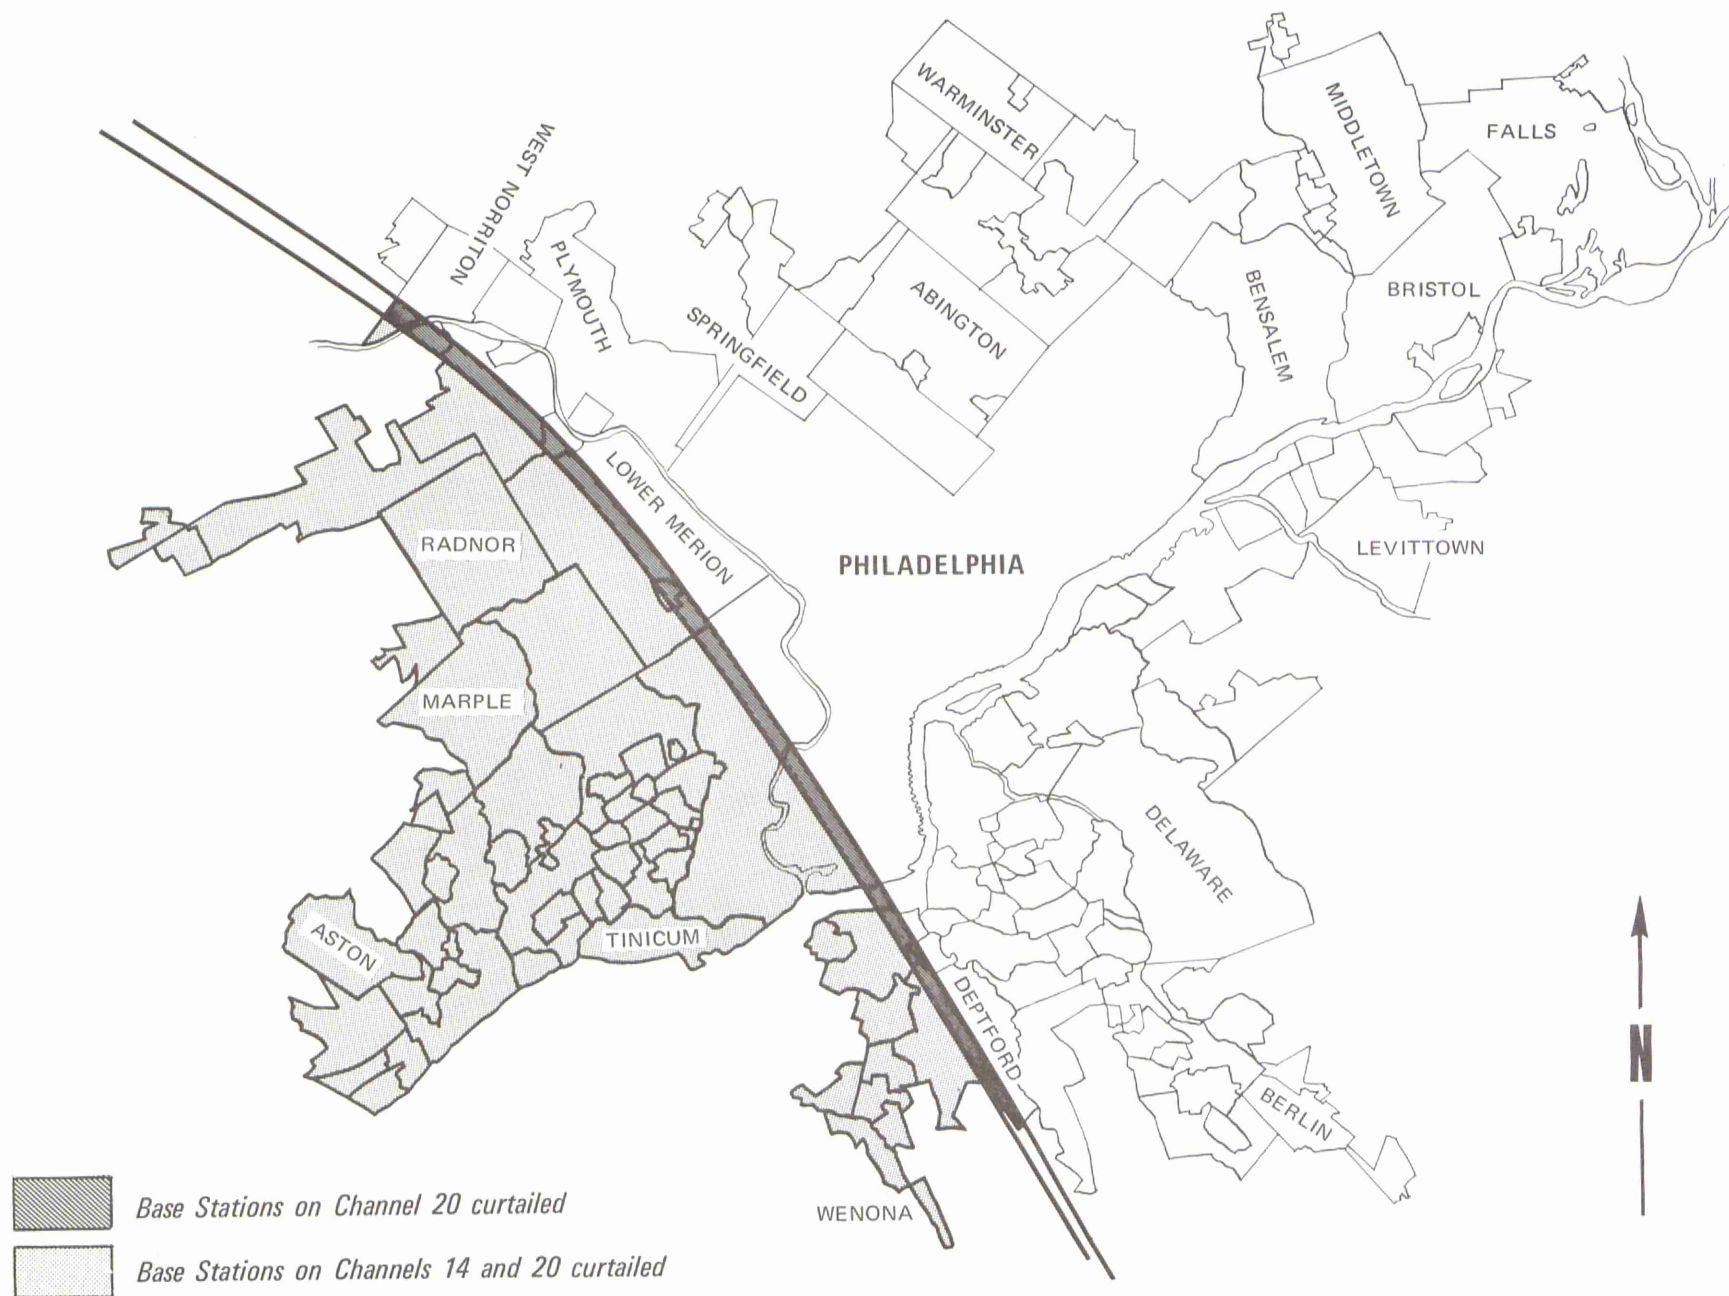 WARMINSTER
MIDDLETOWN
FALLS
WEST NORRITON
PLYMOUTH
SPRINGFIELD
ABINGTON
BENSALEM
BRISTOL
LOWER MERION
RADNOR
PHILADELPHIA
LEVITTOWN
MARPLE
DELAWARE
ASTON
TINICUM
DEPTFORD
BERLIN
WENONA
N
Base Stations on Channel 20 curtailed
Base Stations on Channels 14 and 20 curtailed